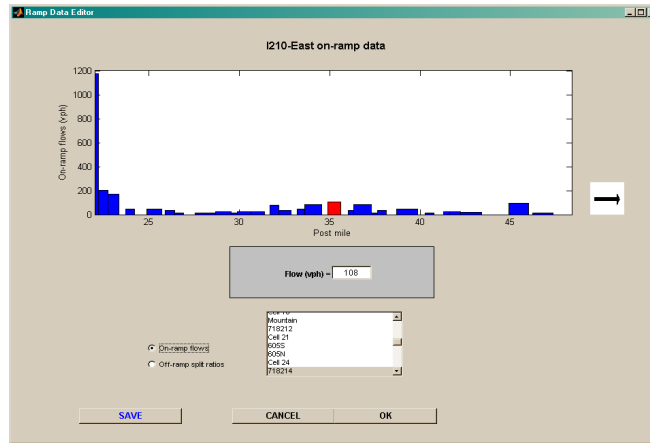 Ramp Data Editor
I210-East on-ramp data
1200
1000
800
600
400
200
0
On-ramp flows (vph)
25
30
35
40
45
Post mile
Flow (vph) = 108
Mountain
718212
Cell 21
605S
605N
Cell 24
718214
On-ramp flows
Off-ramp split ratios
SAVE
CANCEL
OK